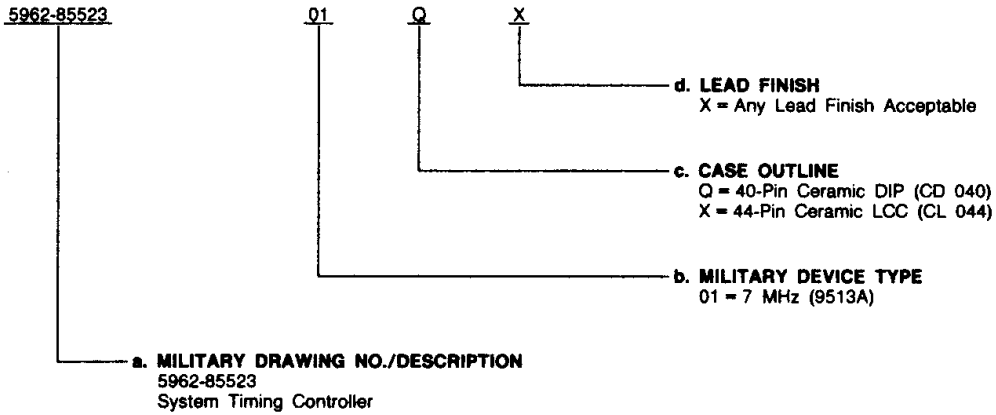 5962-85523 01 Q X
d. LEAD FINISH
X = Any Lead Finish Acceptable
c. CASE OUTLINE
Q = 40-Pin Ceramic DIP (CD 040)
X = 44-Pin Ceramic LCC (CL 044)
b. MILITARY DEVICE TYPE
01 = 7 MHz (9513A)
a. MILITARY DRAWING NO./DESCRIPTION
5962-85523
System Timing Controller